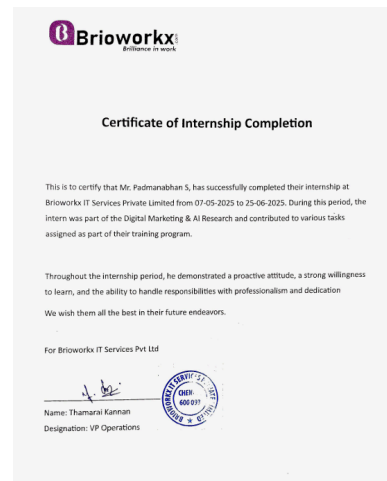 Brioworkx
Brilliance in work
Certificate of Internship Completion
This is to certify that Mr. Padmanabhan S, has successfully completed their internship at
Brioworkx IT Services Private Limited from 07-05-2025 to 25-06-2025. During this period, the
intern was part of the Digital Marketing & AI Research and contributed to various tasks
assigned as part of their training program.
Throughout the internship period, he demonstrated a proactive attitude, a strong willingness
to learn, and the ability to handle responsibilities with professionalism and dedication
We wish them all the best in their future endeavors.
For Brioworkx IT Services Pvt Ltd
BRIOWORKX IT SERVICES
600 097
Name: Thamarai Kannan
Designation: VP Operations